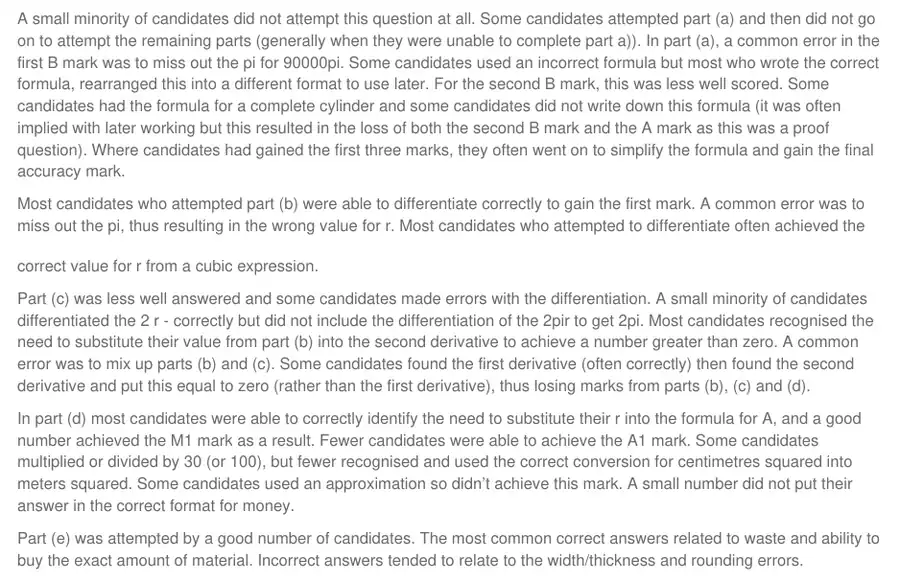 A small minority of candidates did not attempt this question at all. Some candidates attempted part (a) and then did not go
on to attempt the remaining parts (generally when they were unable to complete part a)). In part (a), a common error in the
first B mark was to miss out the pi for 90000pi. Some candidates used an incorrect formula but most who wrote the correct
formula, rearranged this into a different format to use later. For the second B mark, this was less well scored. Some
candidates had the formula for a complete cylinder and some candidates did not write down this formula (it was often
implied with later working but this resulted in the loss of both the second B mark and the A mark as this was a proof
question). Where candidates had gained the first three marks, they often went on to simplify the formula and gain the final
accuracy mark.
Most candidates who attempted part (b) were able to differentiate correctly to gain the first mark. A common error was to
miss out the pi, thus resulting in the wrong value for r. Most candidates who attempted to differentiate often achieved the
correct value for r from a cubic expression.
Part (c) was less well answered and some candidates made errors with the differentiation. A small minority of candidates
differentiated the 2 r - correctly but did not include the differentiation of the 2pir to get 2pi. Most candidates recognised the
need to substitute their value from part (b) into the second derivative to achieve a number greater than zero. A common
error was to mix up parts (b) and (c). Some candidates found the first derivative (often correctly) then found the second
derivative and put this equal to zero (rather than the first derivative), thus losing marks from parts (b), (c) and (d).
In part (d) most candidates were able to correctly identify the need to substitute their r into the formula for A, and a good
number achieved the M1 mark as a result. Fewer candidates were able to achieve the A1 mark. Some candidates
multiplied or divided by 30 (or 100), but fewer recognised and used the correct conversion for centimetres squared into
meters squared. Some candidates used an approximation so didn't achieve this mark. A small number did not put their
answer in the correct format for money.
Part (e) was attempted by a good number of candidates. The most common correct answers related to waste and ability to
buy the exact amount of material. Incorrect answers tended to relate to the width/thickness and rounding errors.